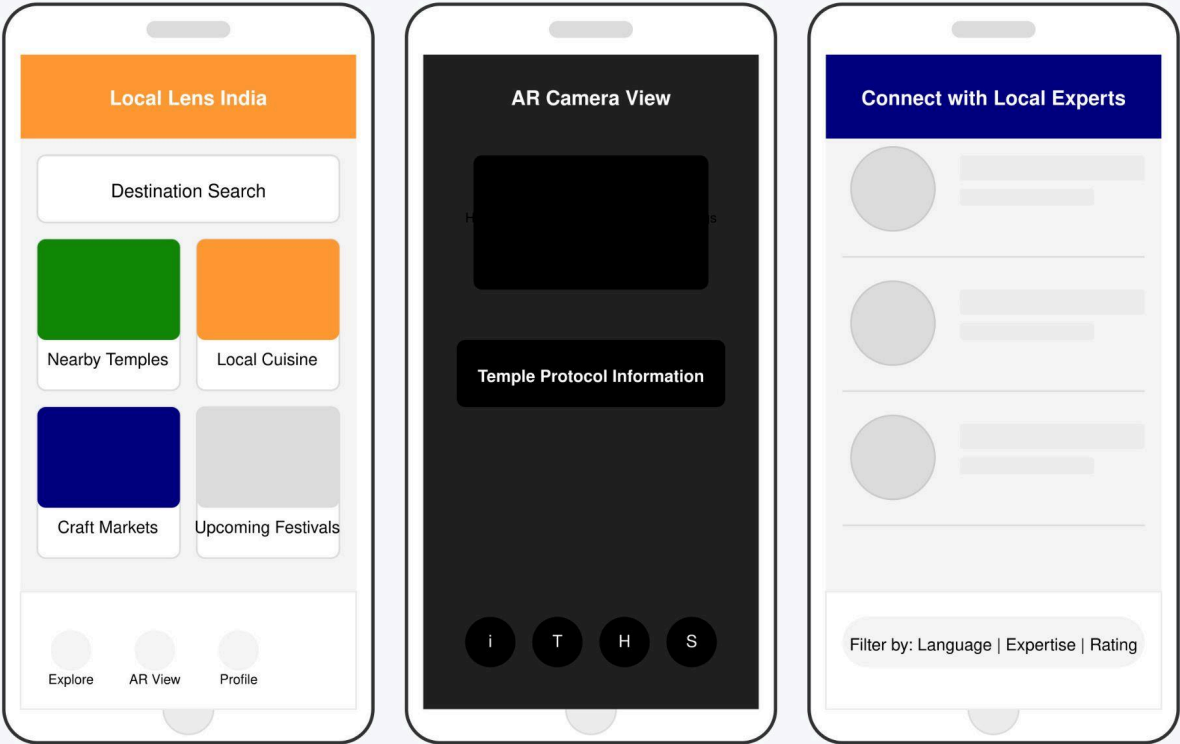 Local Lens India
Destination Search
Nearby Temples
Local Cuisine
Craft Markets
Upcoming Festivals
Explore
AR View
Profile
AR Camera View
Temple Protocol Information
i
T
H
S
Connect with Local Experts
Filter by: Language | Expertise | Rating